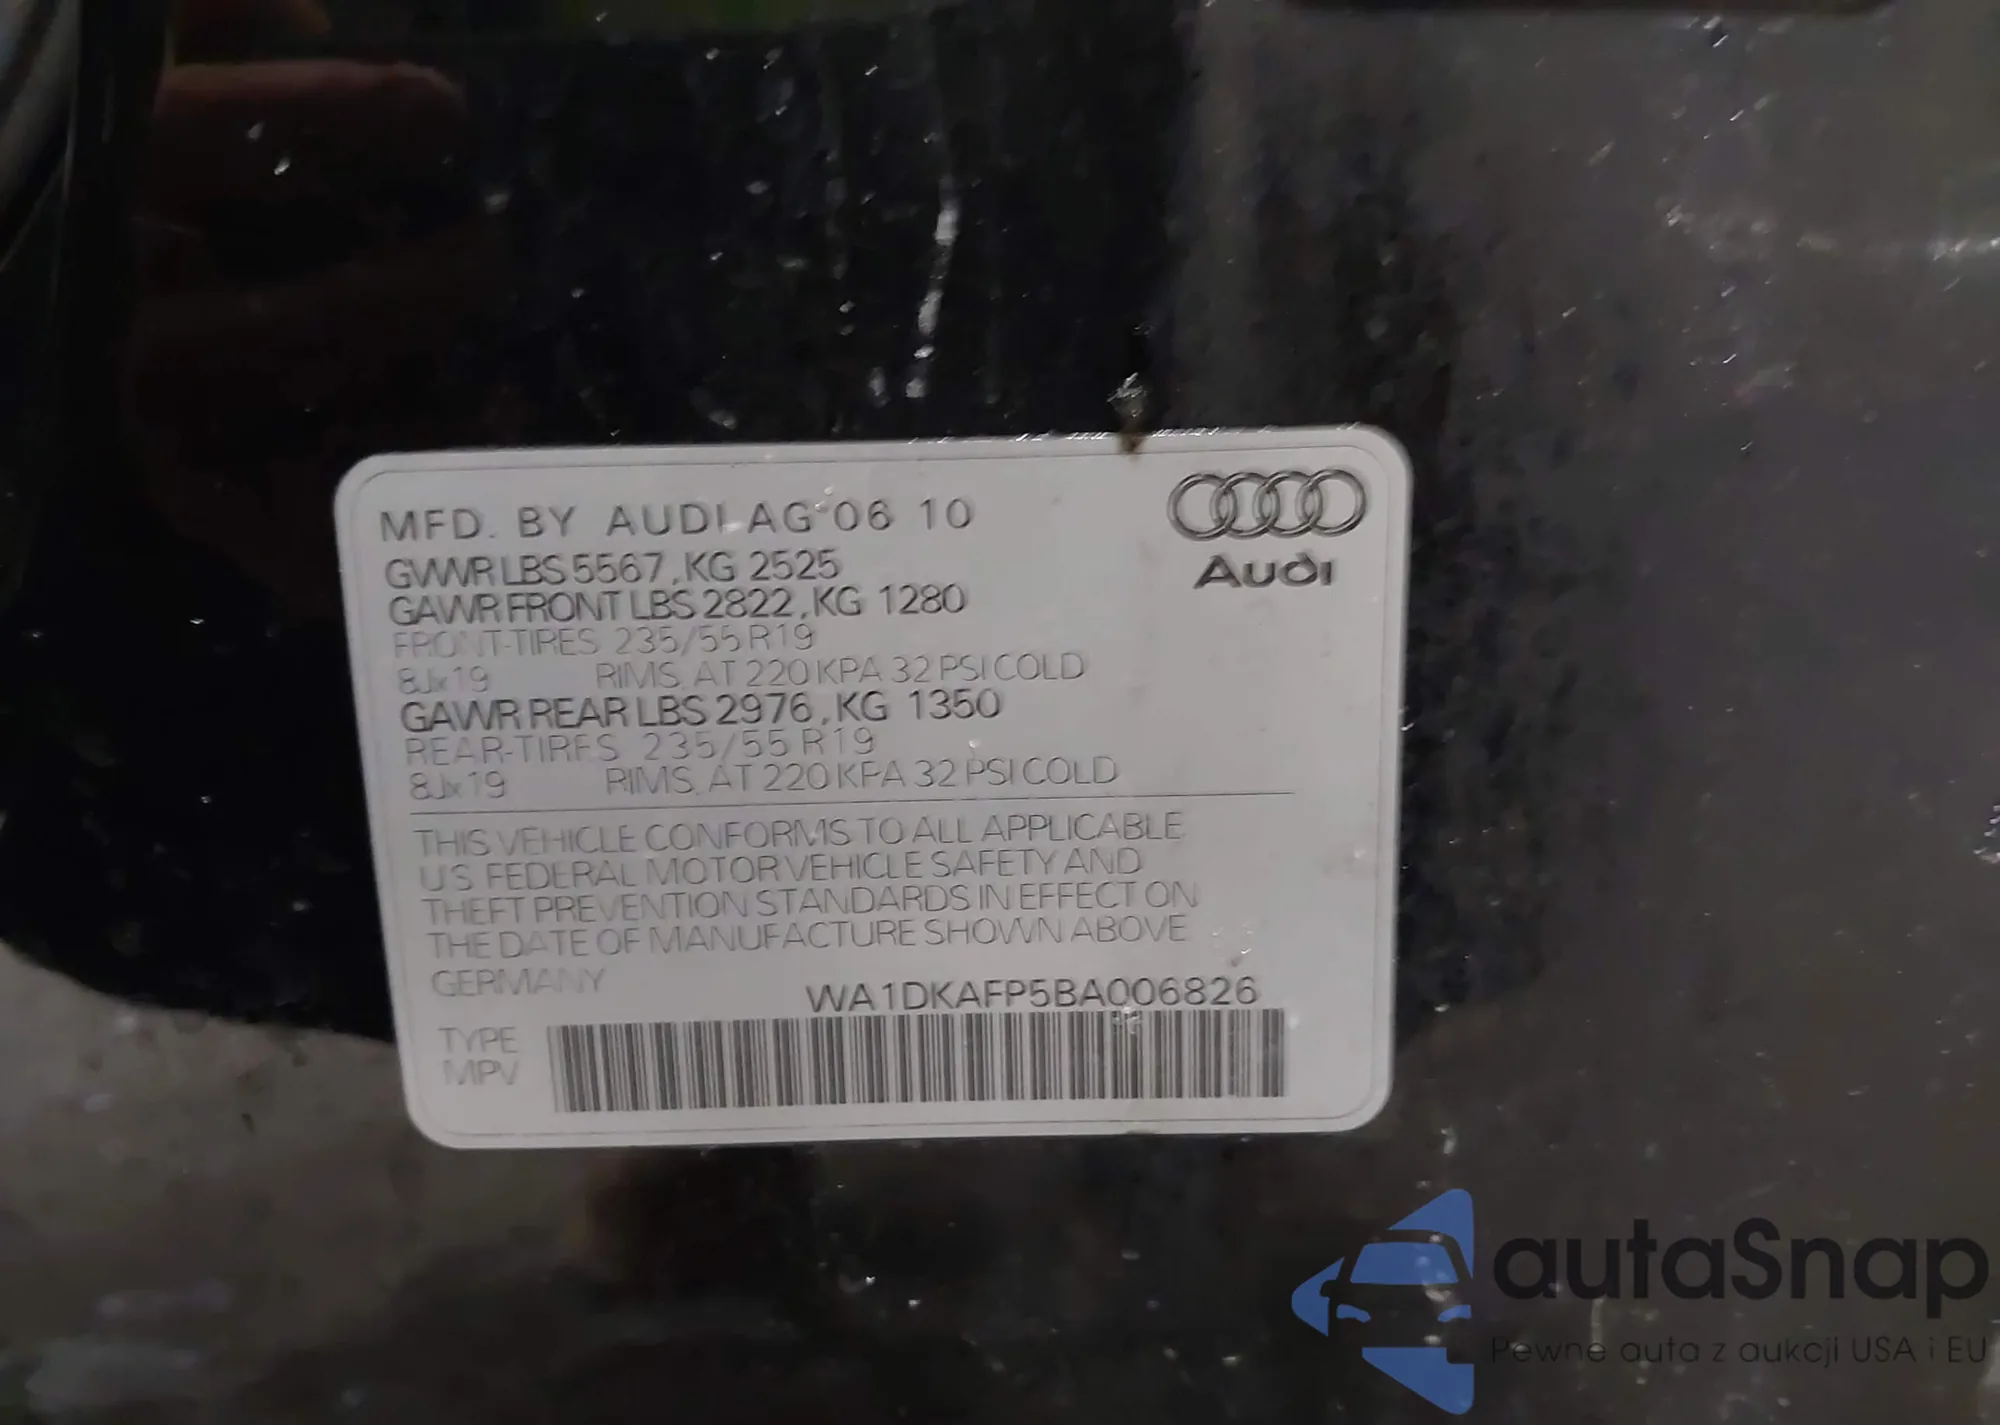 MFD. BY AUDI AG 06 10
Audi
GVWR LBS 5567, KG 2525
GAWR FRONT LBS 2822, KG 1280
FRONT-TIRES 235/55 R19
8Jx19 RIMS, AT 220 KPA 32 PSI COLD
GAWR REAR LBS 2976, KG 1350
REAR-TIRES 235/55 R19
8Jx19 RIMS, AT 220 KPA 32 PSI COLD
THIS VEHICLE CONFORMS TO ALL APPLICABLE
US FEDERAL MOTOR VEHICLE SAFETY AND
THEFT PREVENTION STANDARDS IN EFFECT ON
THE DATE OF MANUFACTURE SHOWN ABOVE
GERMANY
WA1DKAFP5BA006826
TYPE
MPV
autaSnap
Pewne auta z aukcji USA i EU